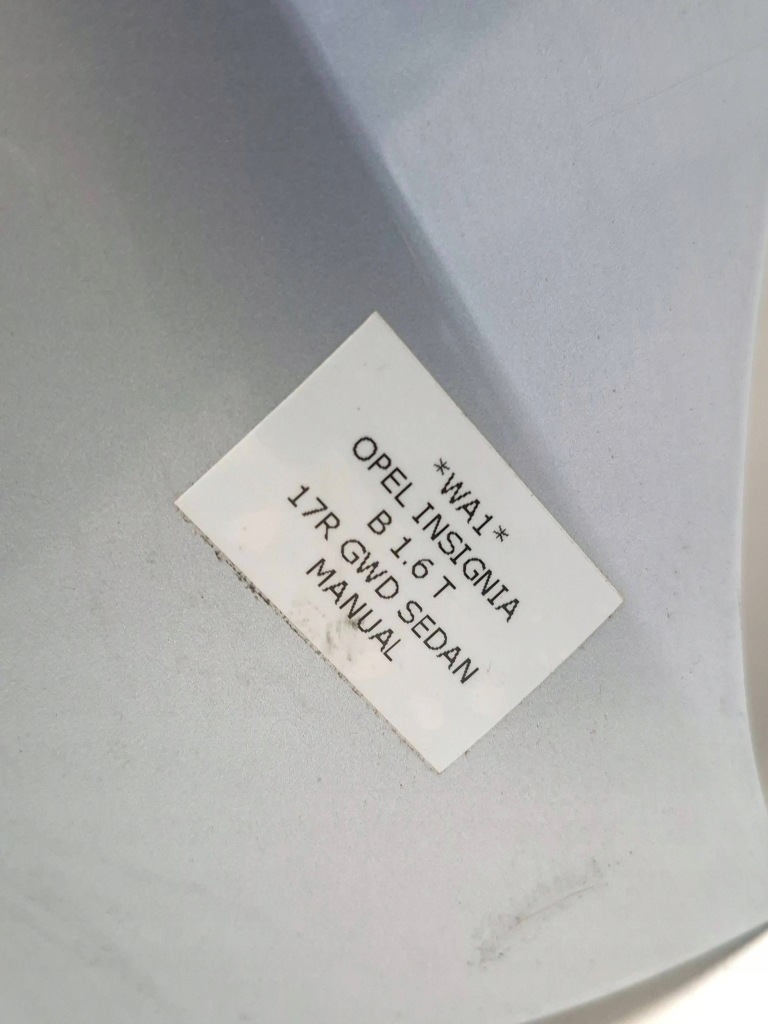 *WA1*
OPEL INSIGNIA
B 1.6 T
17R GWD SEDAN
MANUAL